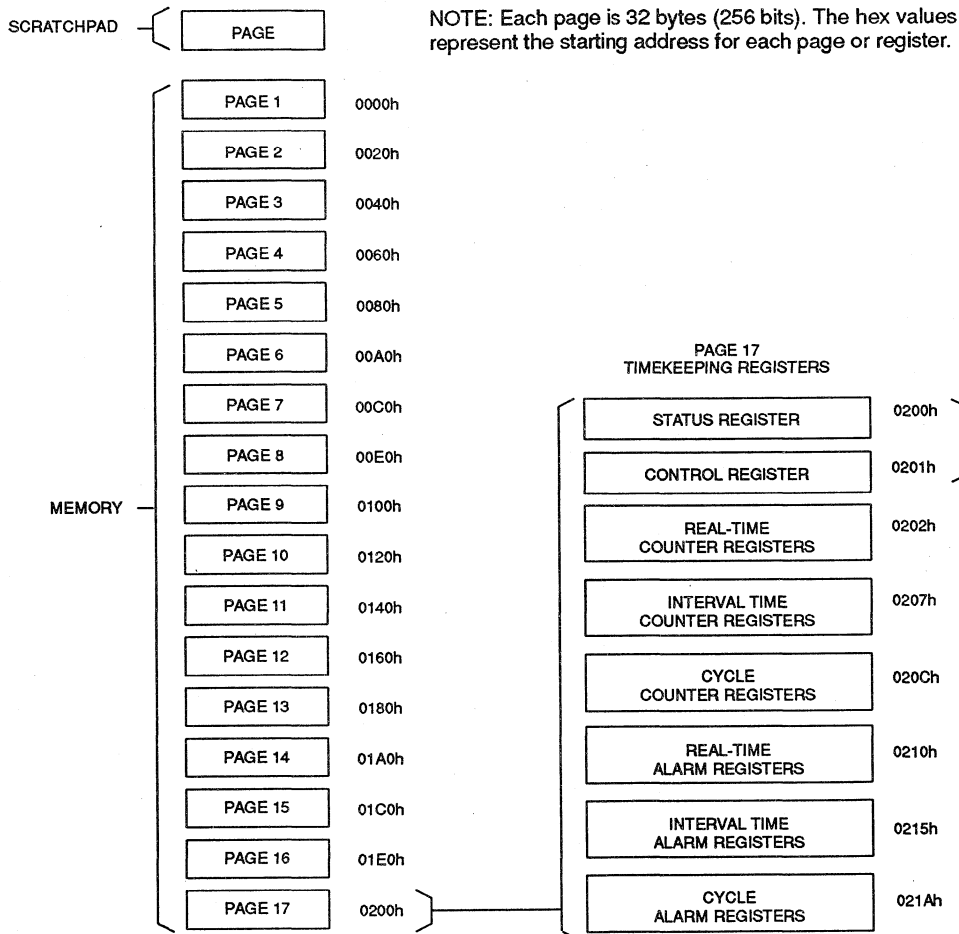 SCRATCHPAD
PAGE
NOTE: Each page is 32 bytes (256 bits). The hex values
represent the starting address for each page or register.
MEMORY
PAGE 1 0000h
PAGE 2 0020h
PAGE 3 0040h
PAGE 4 0060h
PAGE 5 0080h
PAGE 6 00A0h
PAGE 7 00C0h
PAGE 8 00E0h
PAGE 9 0100h
PAGE 10 0120h
PAGE 11 0140h
PAGE 12 0160h
PAGE 13 0180h
PAGE 14 01A0h
PAGE 15 01C0h
PAGE 16 01E0h
PAGE 17 0200h
PAGE 17
TIMEKEEPING REGISTERS
STATUS REGISTER 0200h
CONTROL REGISTER 0201h
REAL-TIME 0202h
COUNTER REGISTERS
INTERVAL TIME 0207h
COUNTER REGISTERS
CYCLE 020Ch
COUNTER REGISTERS
REAL-TIME 0210h
ALARM REGISTERS
INTERVAL TIME 0215h
ALARM REGISTERS
CYCLE 021Ah
ALARM REGISTERS